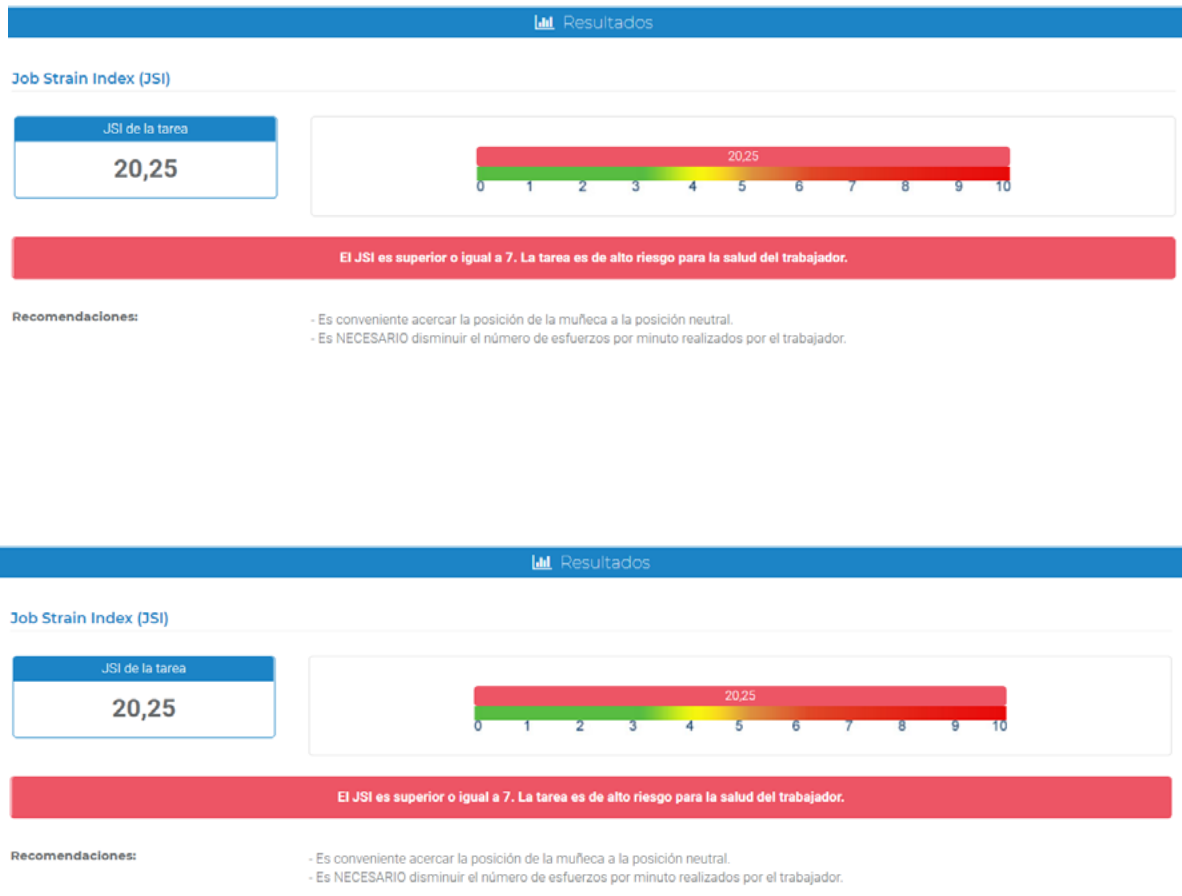 Resultados
Job Strain Index (JSI)
JSI de la tarea
20,25
20,25
0 1 2 3 4 5 6 7 8 9 10
El JSI es superior o igual a 7. La tarea es de alto riesgo para la salud del trabajador.
Recomendaciones:
- Es conveniente acercar la posición de la muñeca a la posición neutral.
- Es NECESARIO disminuir el número de esfuerzos por minuto realizados por el trabajador.
Resultados
Job Strain Index (JSI)
JSI de la tarea
20,25
20,25
0 1 2 3 4 5 6 7 8 9 10
El JSI es superior o igual a 7. La tarea es de alto riesgo para la salud del trabajador.
Recomendaciones:
- Es conveniente acercar la posición de la muñeca a la posición neutral.
- Es NECESARIO disminuir el número de esfuerzos por minuto realizados por el trabajador.